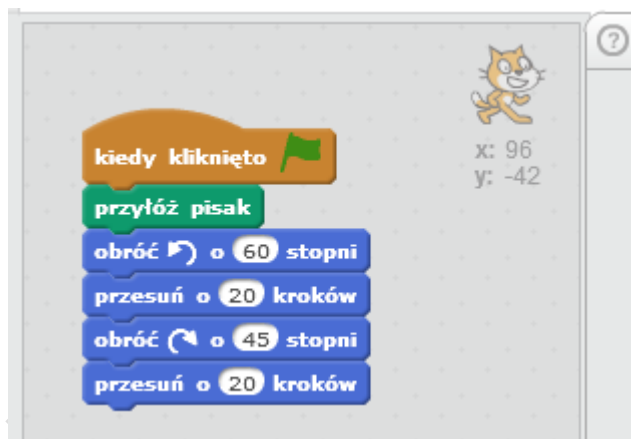 ?
kiedy kliknięto
x: 96
y: -42
przyłóż pisak
obróć o 60 stopni
przesuń o 20 kroków
obróć o 45 stopni
przesuń o 20 kroków